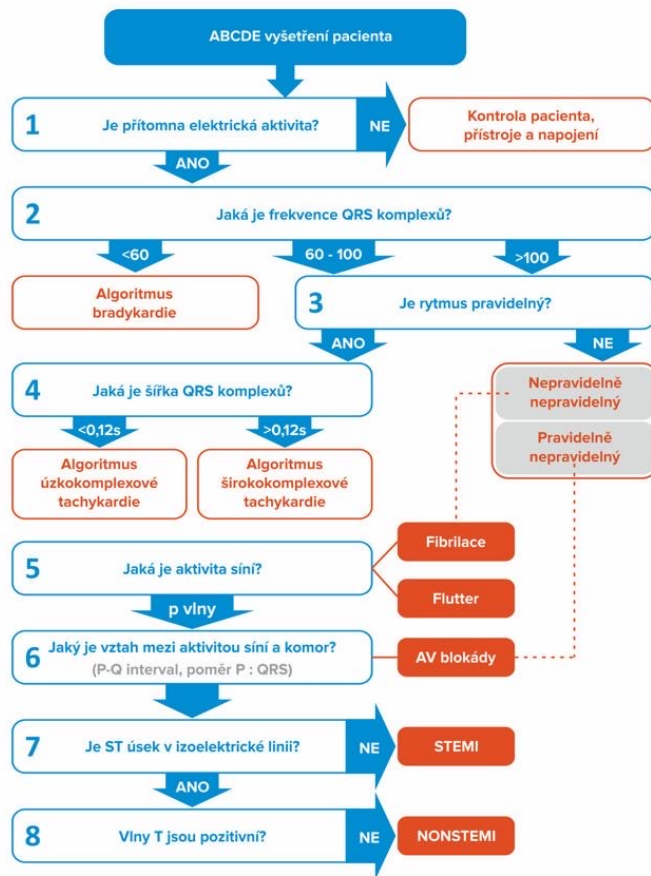 ABCDE vyšetření pacienta
1
Je přítomna elektrická aktivita?
NE
Kontrola pacienta,
přístroje a napojení
ANO
2
Jaká je frekvence QRS komplexů?
<60
60 - 100
>100
Algoritmus
bradykardie
3
Je rytmus pravidelný?
ANO
NE
4
Jaká je šířka QRS komplexů?
Nepravidelně
nepravidelný
Pravidelně
nepravidelný
<0,12s
>0,12s
Algoritmus
úzkokomplexové
tachykardie
Algoritmus
širokokomplexové
tachykardie
5
Jaká je aktivita síní?
Fibrilace
Flutter
p vlny
6
Jaký je vztah mezi aktivitou síní a komor?
(P-Q interval, poměr P : QRS)
AV blokády
7
Je ST úsek v izoelektrické linii?
NE
STEMI
ANO
8
Vlny T jsou pozitivní?
NE
NONSTEMI